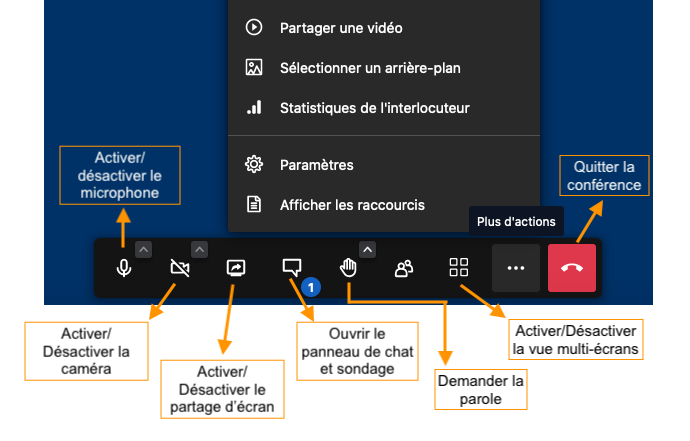 Partager une vidéo
Sélectionner un arrière-plan
Statistiques de l'interlocuteur
Paramètres
Afficher les raccourcis
Activer/
désactiver le
microphone
Quitter la
conférence
Plus d'actions
1
Activer/
Désactiver la
caméra
Activer/
Désactiver le
partage d'écran
Ouvrir le
panneau de chat
et sondage
Demander la
parole
Activer/Désactiver
la vue multi-écrans